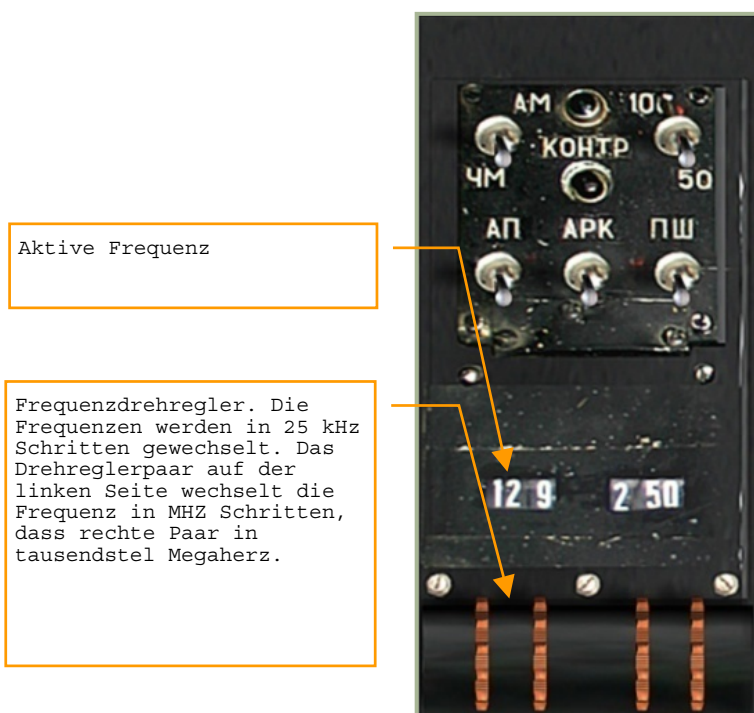 АМ 100
КОНТР
ЧМ 50
АП АРК ПШ
Aktive Frequenz
Frequenzdrehregler. Die
Frequenzen werden in 25 kHz
Schritten gewechselt. Das
Drehreglerpaar auf der
linken Seite wechselt die
Frequenz in MHZ Schritten,
dass rechte Paar in
tausendstel Megaherz.
12 9 2 50